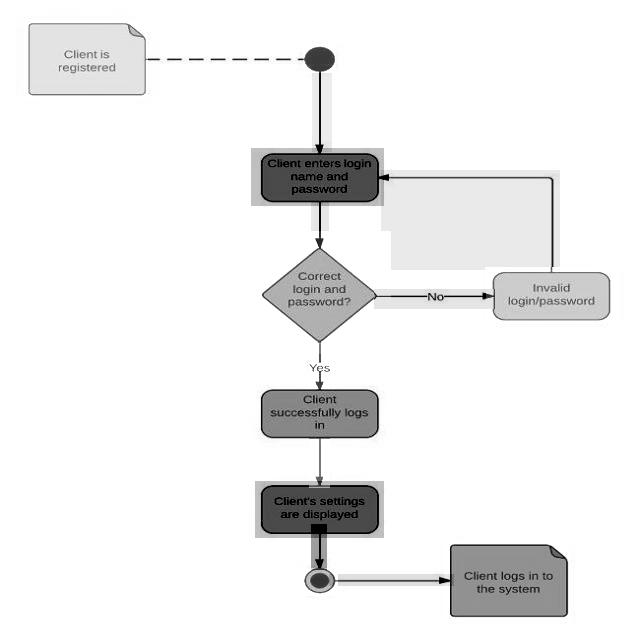 Client is
registered
Client enters login
name and
password
Correct
login and
password?
No
Invalid
login/password
Yes
Client
successfully logs
in
Client's settings
are displayed
Client logs in to
the system